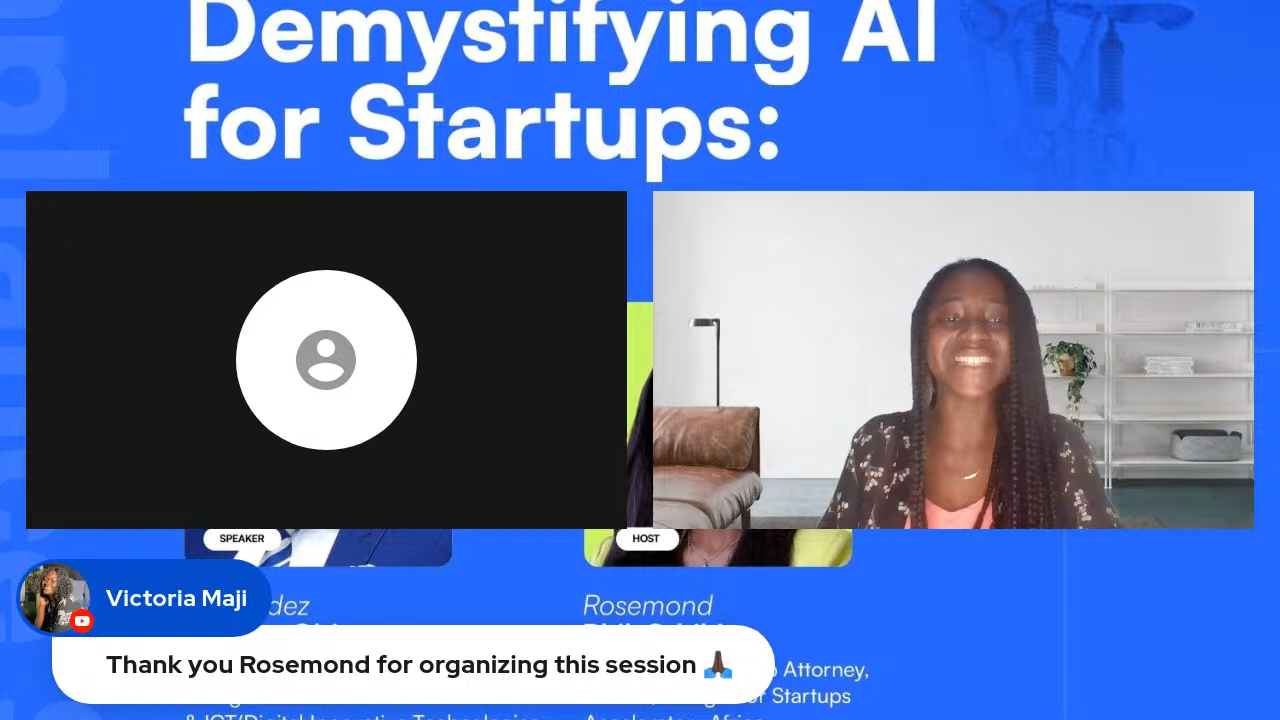 Demystifying AI
for Startups:
SPEAKER
HOST
dez
Rosemond
Victoria Maji
Thank you Rosemond for organizing this session 🙏🏿
Attorney,
Startups